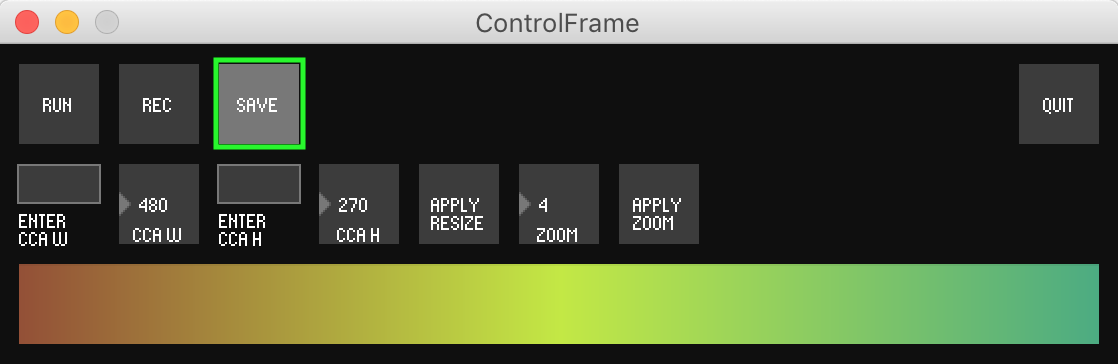 ControlFrame
RUN
REC
SAVE
QUIT
ENTER
CCA W
480
CCA W
ENTER
CCA H
270
CCA H
APPLY
RESIZE
4
ZOOM
APPLY
ZOOM